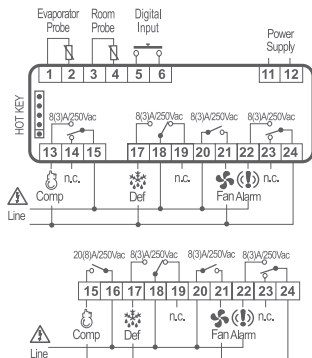 Evaporator Probe
Room Probe
Digital Input
Power Supply
1 2 3 4 5 6 11 12
HOT KEY
8(3)A/250Vac 8(3)A/250Vac 8(3)A/250Vac 8(3)A/250Vac
13 14 15 17 18 19 20 21 22 23 24
Comp n.c. Def n.c. Fan Alarm n.c.
Line
20(8)A/250Vac 8(3)A/250Vac 8(3)A/250Vac 8(3)A/250Vac
15 16 17 18 19 20 21 22 23 24
Comp Def n.c. Fan Alarm n.c.
Line